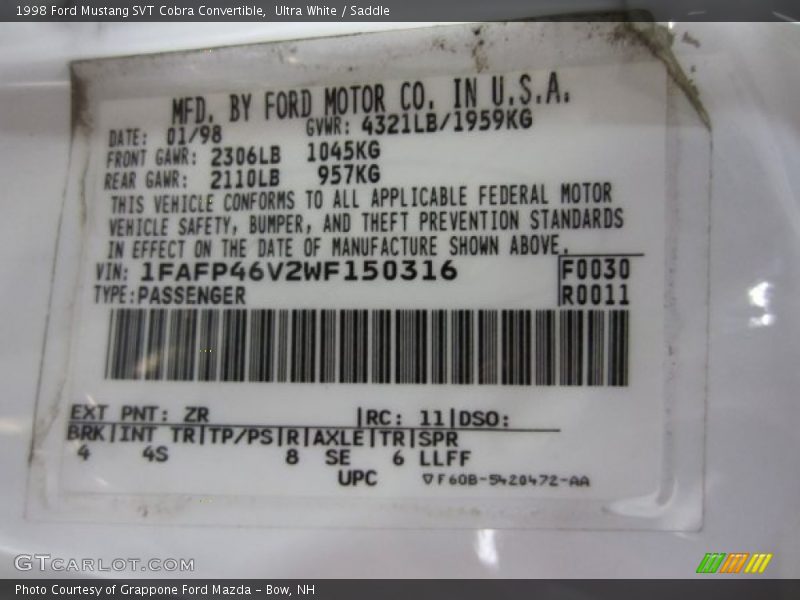 1998 Ford Mustang SVT Cobra Convertible,  Ultra White / Saddle
MFD. BY FORD MOTOR CO. IN U.S.A.
DATE: 01/98 GVWR: 4321LB/1959KG
FRONT GAWR: 2306LB 1045KG
REAR GAWR: 2110LB 957KG
THIS VEHICLE CONFORMS TO ALL APPLICABLE FEDERAL MOTOR
VEHICLE SAFETY, BUMPER, AND THEFT PREVENTION STANDARDS
IN EFFECT ON THE DATE OF MANUFACTURE SHOWN ABOVE.
VIN: 1FAFP46V2WF150316 F0030
TYPE:PASSENGER R0011
EXT PNT: ZR |RC: 11|DSO:
BRK|INT TR|TP/PS|R|AXLE|TR|SPR
4 4S 8 SE 6 LLFF
UPC ▽F60B-5420472-AA
GTCARLOT.COM
Photo Courtesy of Grappone Ford Mazda – Bow, NH